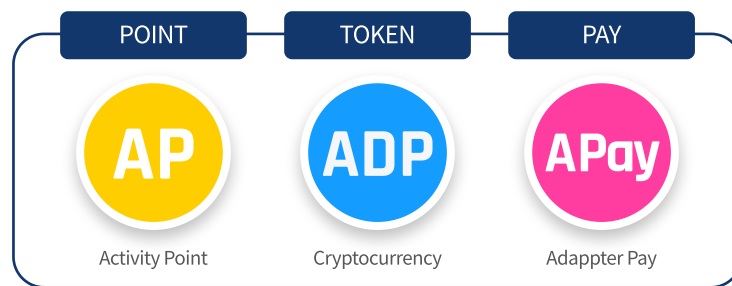 POINT
TOKEN
PAY
AP
ADP
APay
Activity Point
Cryptocurrency
Adappter Pay